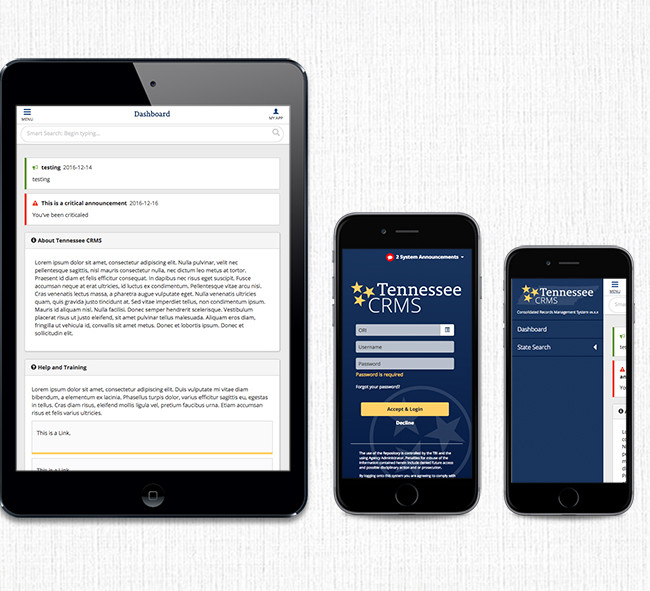 MENU
Dashboard
MY APP
Smart Search: Begin typing...
testing 2016-12-14
testing
This is a critical announcement 2016-12-16
You've been criticaled
About Tennessee CRMS
Lorem ipsum dolor sit amet, consectetur adipiscing elit. Nulla pulvinar, velit nec
pellentesque sagittis, nisl mauris convallis tellus, consectetur interdum leo metus at tortor.
Praesent id diam et felis efficitur consequat. In dapibus nec risus eget suscipit. Fusce
accumsan neque at erat ultricies, id luctus ex condimentum. Pellentesque vitae arcu nisi.
Cras venenatis lectus massa, a pharetra augue vulputate eget. Nulla venenatis ultricies
quam, quis gravida justo tincidunt at. Sed vitae imperdiet tellus, non condimentum ipsum.
Mauris id aliquam nisl. Nulla facilisi. Donec semper hendrerit scelerisque. Vestibulum
placerat risus ut justo eleifend, sit amet pulvinar tellus malesuada. Aliquam eros diam,
fringilla ut vehicula id, convallis sit amet metus. Donec et lobortis ipsum. Donec et
sollicitudin elit.
Help and Training
Lorem ipsum dolor sit amet, consectetur adipiscing elit. Duis vulputate mi vitae diam
bibendum, a elementum ex lacinia. Phasellus turpis dolor, varius efficitur sagittis eu, egestas
in tellus. Cras diam risus, eleifend mollis ligula vel, pretium faucibus urna. Etiam accumsan
risus et felis varius ultricies.
This is a Link.
This is a Link
3 System Announcements
Tennessee
CRMS
ORI
Username
Password
Password is required
Forgot your password?
Accept & Login
Decline
The use of the Repository is controlled by the TBI and the
using Agency Administrator. Penalties for misuse of the
information contained herein include denied future access
and possible disciplinary action and or prosecution.
By logging onto this system you are agreeing to comply with
Tennessee
CRMS
Consolidated Records Management System
Dashboard
State Search
MENU
Sma
tes
Th
an
You
A